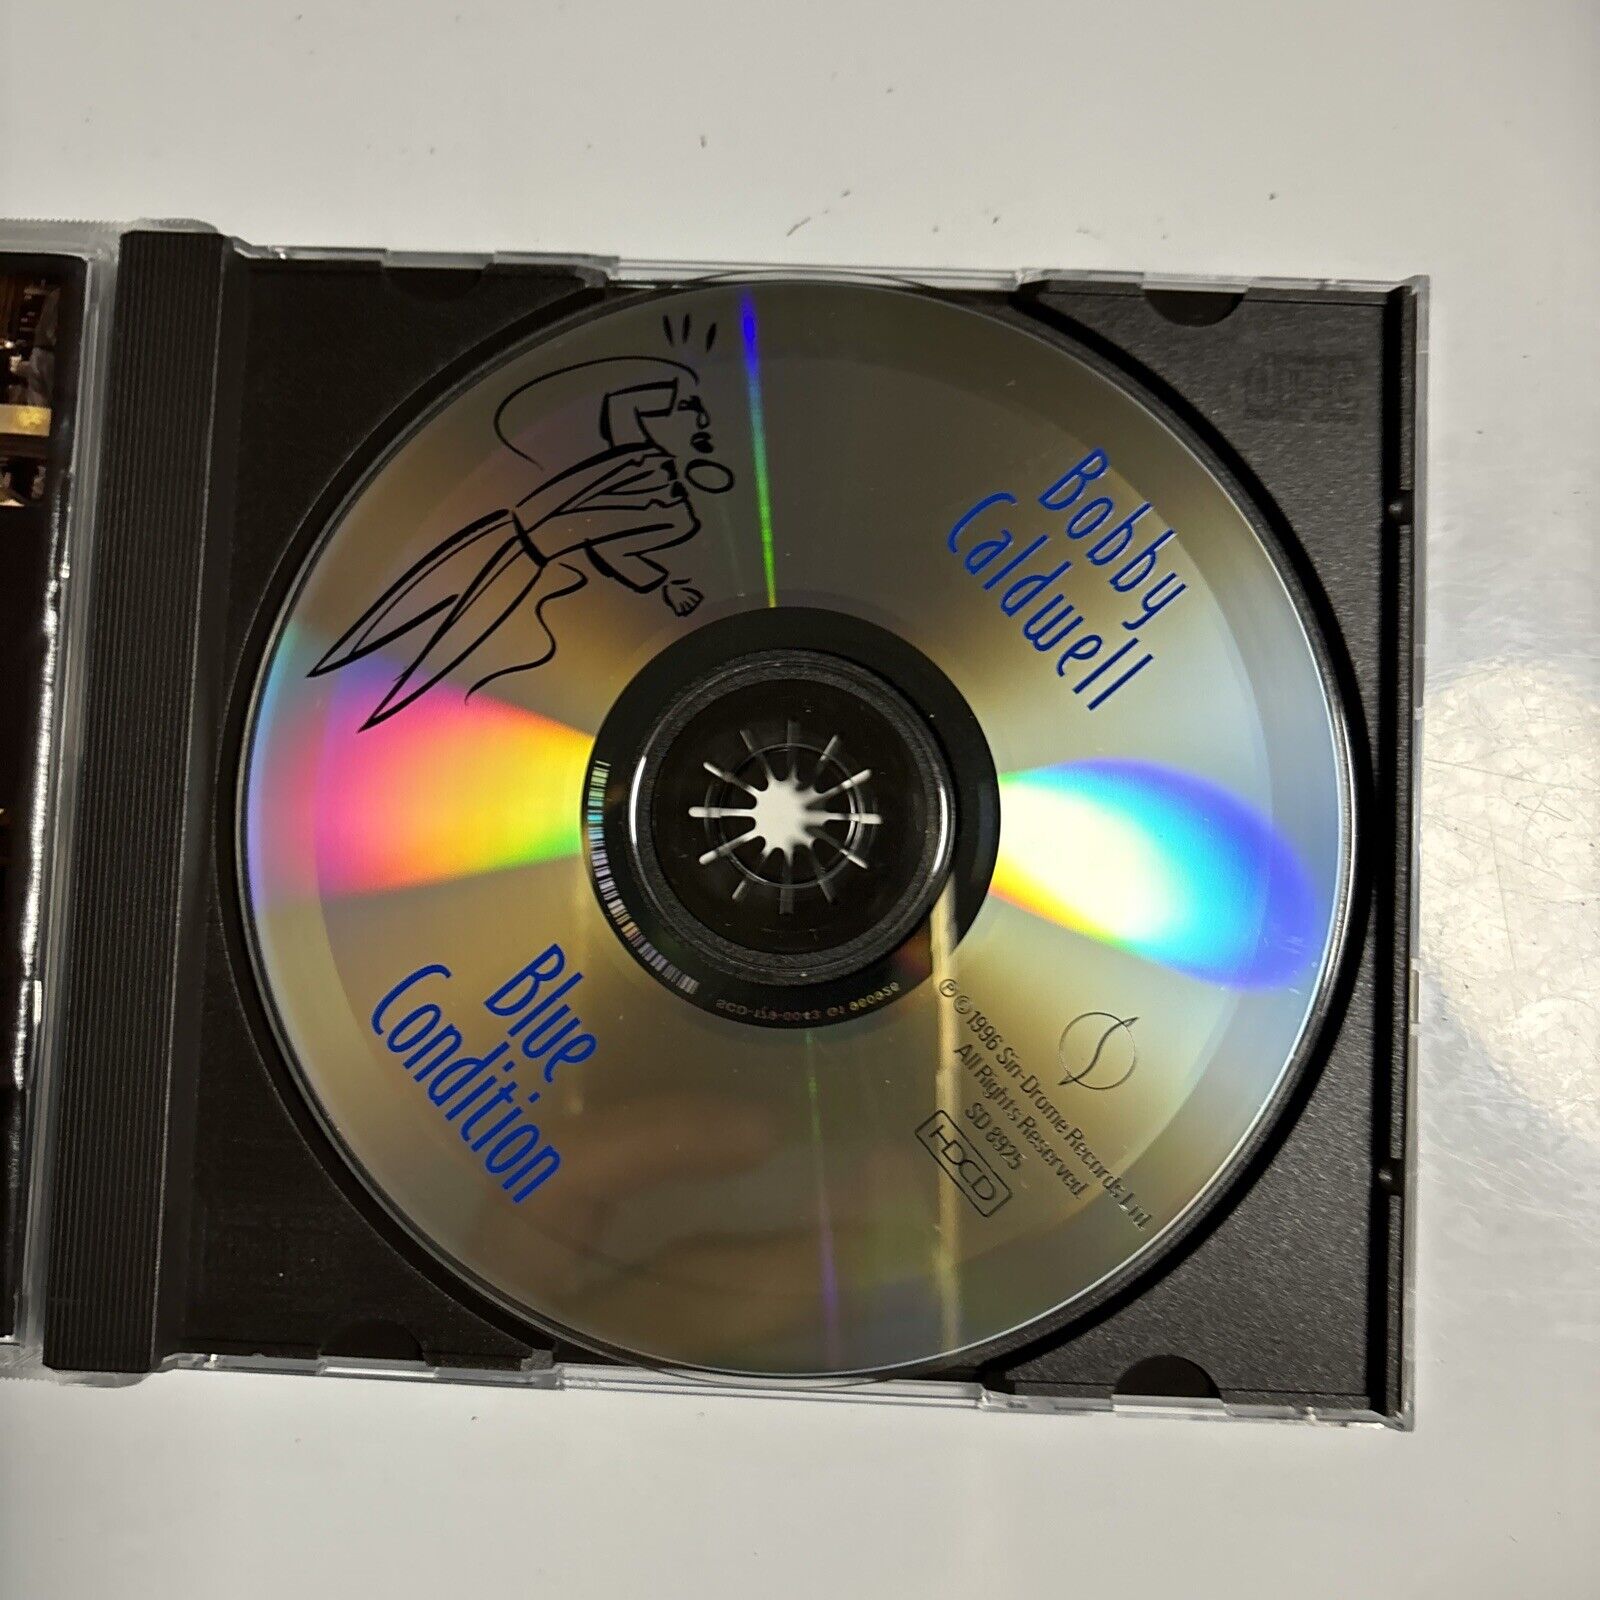 Bobby
Caldwell
Blue
Condition
℗ © 1996 Sin-Drome Records Ltd.
All Rights Reserved.
SD 8925
HDCD